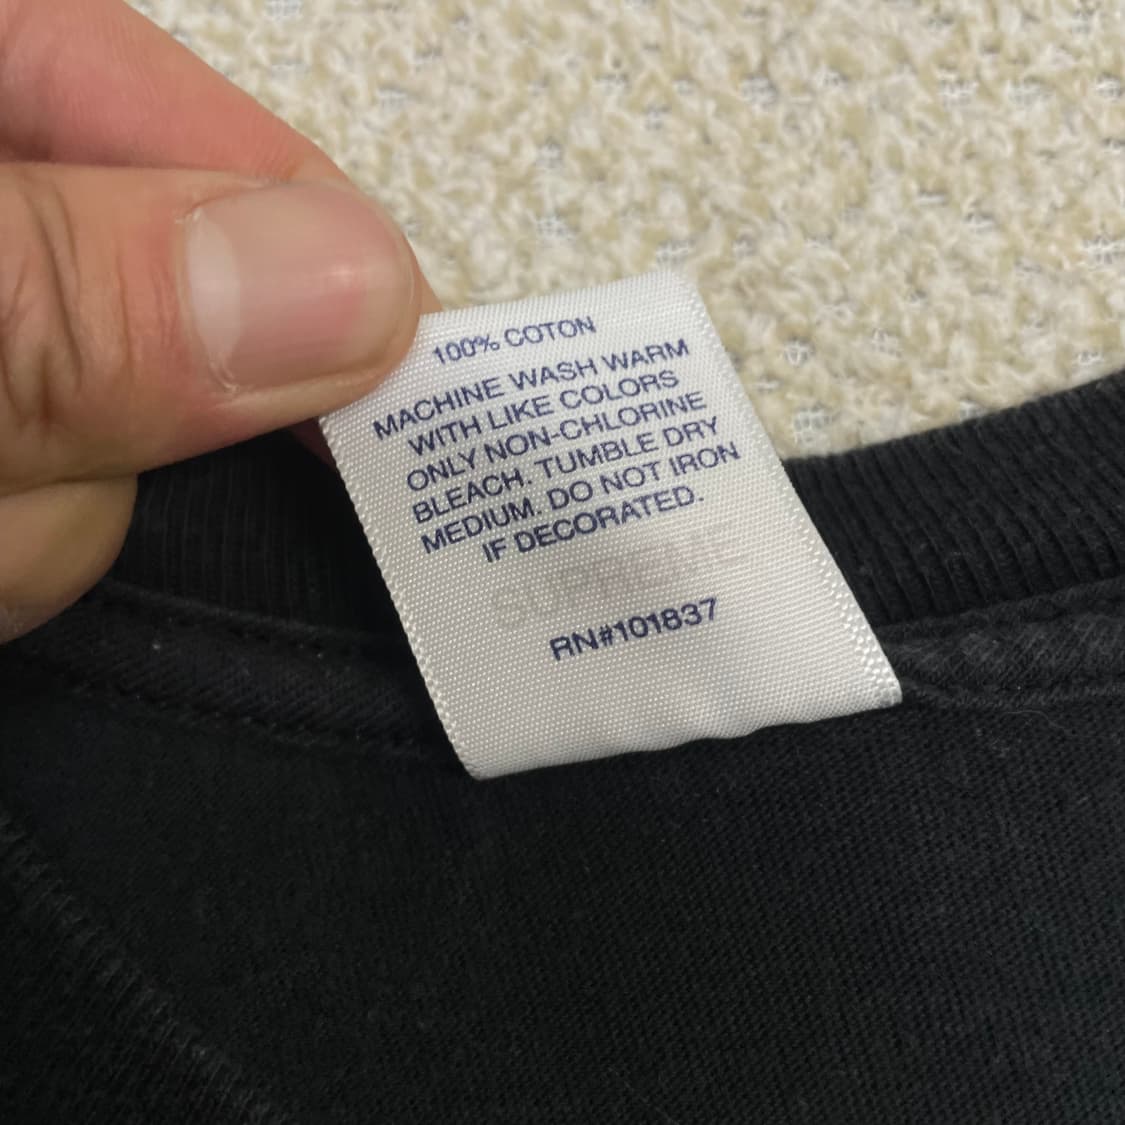 100% COTON
MACHINE WASH WARM
WITH LIKE COLORS
ONLY NON-CHLORINE
BLEACH. TUMBLE DRY
MEDIUM. DO NOT IRON
IF DECORATED.
SUPREME
RN#101837